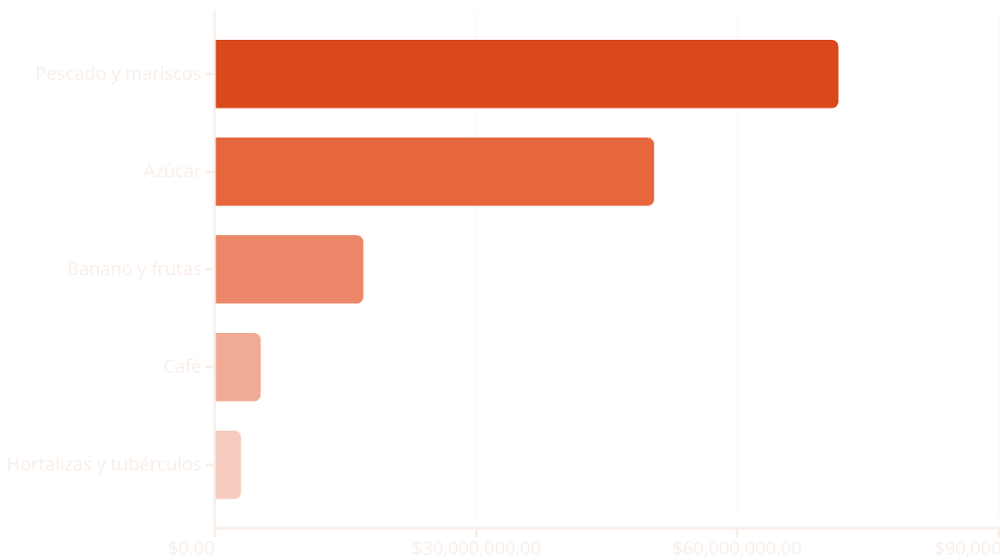 Pescado y mariscos
Azúcar
Banano y frutas
Café
Hortalizas y tubérculos
$0.00 $30,000,000.00 $60,000,000.00 $90,000